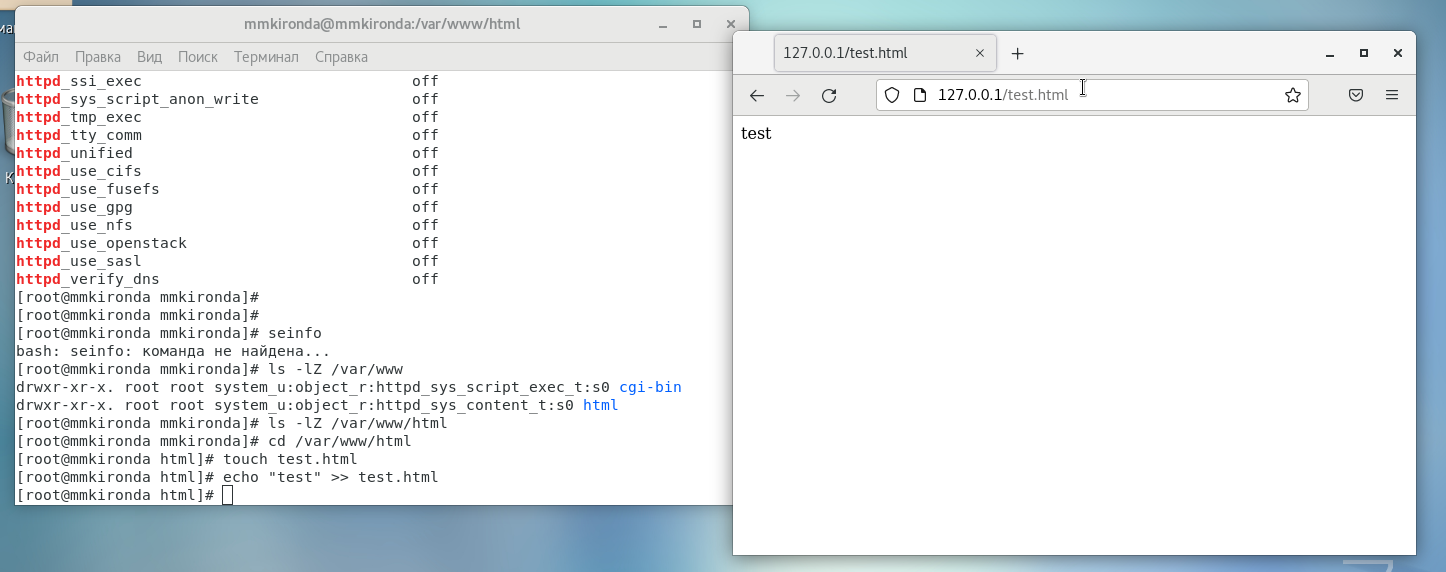 mmkironda@mmkironda:/var/www/html
Файл Правка Вид Поиск Терминал Справка
httpd_ssi_exec off
httpd_sys_script_anon_write off
httpd_tmp_exec off
httpd_tty_comm off
httpd_unified off
httpd_use_cifs off
httpd_use_fusefs off
httpd_use_gpg off
httpd_use_nfs off
httpd_use_openstack off
httpd_use_sasl off
httpd_verify_dns off
[root@mmkironda mmkironda]#
[root@mmkironda mmkironda]#
[root@mmkironda mmkironda]# seinfo
bash: seinfo: команда не найдена...
[root@mmkironda mmkironda]# ls -lZ /var/www
drwxr-xr-x. root root system_u:object_r:httpd_sys_script_exec_t:s0 cgi-bin
drwxr-xr-x. root root system_u:object_r:httpd_sys_content_t:s0 html
[root@mmkironda mmkironda]# ls -lZ /var/www/html
[root@mmkironda mmkironda]# cd /var/www/html
[root@mmkironda html]# touch test.html
[root@mmkironda html]# echo "test" >> test.html
[root@mmkironda html]#
127.0.0.1/test.html
127.0.0.1/test.html
test